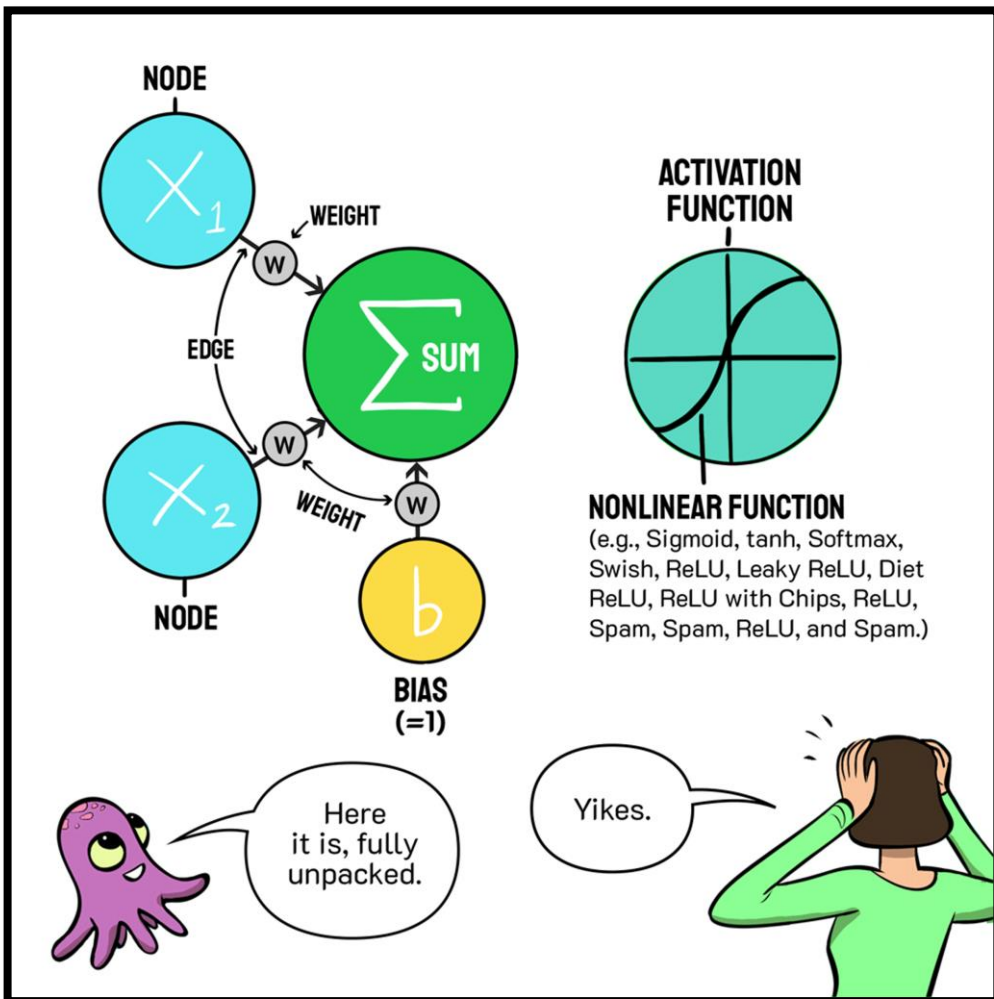 NODE
X1
WEIGHT
W
EDGE
Σ SUM
X2
W
WEIGHT
W
NODE
b
BIAS
(=1)
ACTIVATION
FUNCTION
NONLINEAR FUNCTION
(e.g., Sigmoid, tanh, Softmax,
Swish, ReLU, Leaky ReLU, Diet
ReLU, ReLU with Chips, ReLU,
Spam, Spam, ReLU, and Spam.)
Here
it is, fully
unpacked.
Yikes.